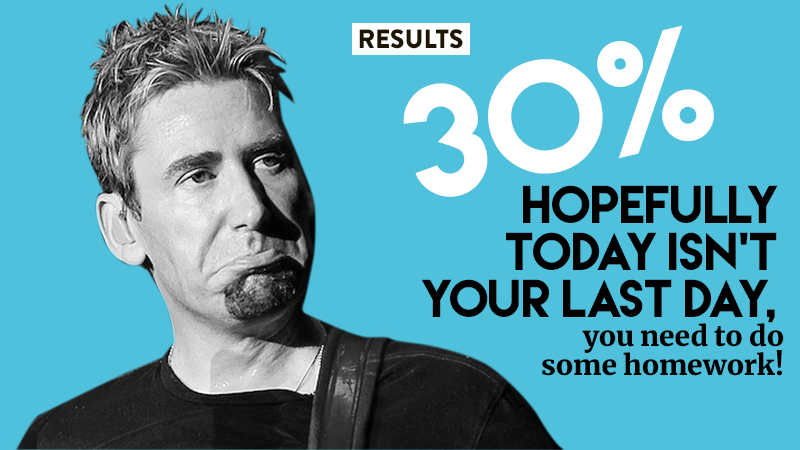 RESULTS
30%
HOPEFULLY
TODAY ISN'T
YOUR LAST DAY,
you need to do
some homework!